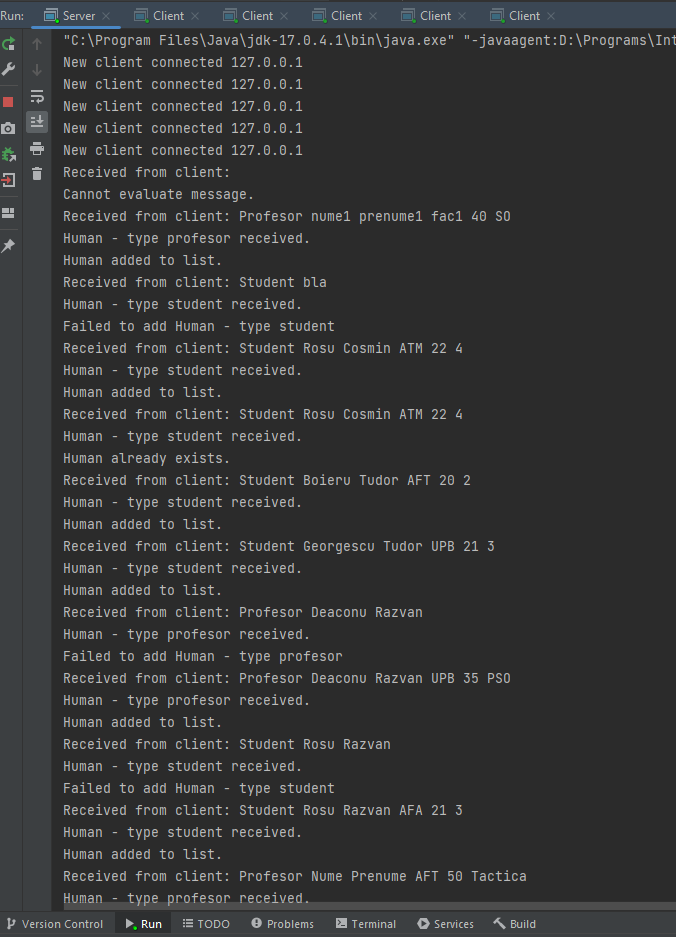 Run: Server Client Client Client Client Client
"C:\Program Files\Java\jdk-17.0.4.1\bin\java.exe" "-javaagent:D:\Programs\Int
New client connected 127.0.0.1
New client connected 127.0.0.1
New client connected 127.0.0.1
New client connected 127.0.0.1
New client connected 127.0.0.1
Received from client:
Cannot evaluate message.
Received from client: Profesor nume1 prenume1 fac1 40 SO
Human - type profesor received.
Human added to list.
Received from client: Student bla
Human - type student received.
Failed to add Human - type student
Received from client: Student Rosu Cosmin ATM 22 4
Human - type student received.
Human added to list.
Received from client: Student Rosu Cosmin ATM 22 4
Human - type student received.
Human already exists.
Received from client: Student Boieru Tudor AFT 20 2
Human - type student received.
Human added to list.
Received from client: Student Georgescu Tudor UPB 21 3
Human - type student received.
Human added to list.
Received from client: Profesor Deaconu Razvan
Human - type profesor received.
Failed to add Human - type profesor
Received from client: Profesor Deaconu Razvan UPB 35 PSO
Human - type profesor received.
Human added to list.
Received from client: Student Rosu Razvan
Human - type student received.
Failed to add Human - type student
Received from client: Student Rosu Razvan AFA 21 3
Human - type student received.
Human added to list.
Received from client: Profesor Nume Prenume AFT 50 Tactica
Human - type profesor received.
Version Control Run TODO Problems Terminal Services Build